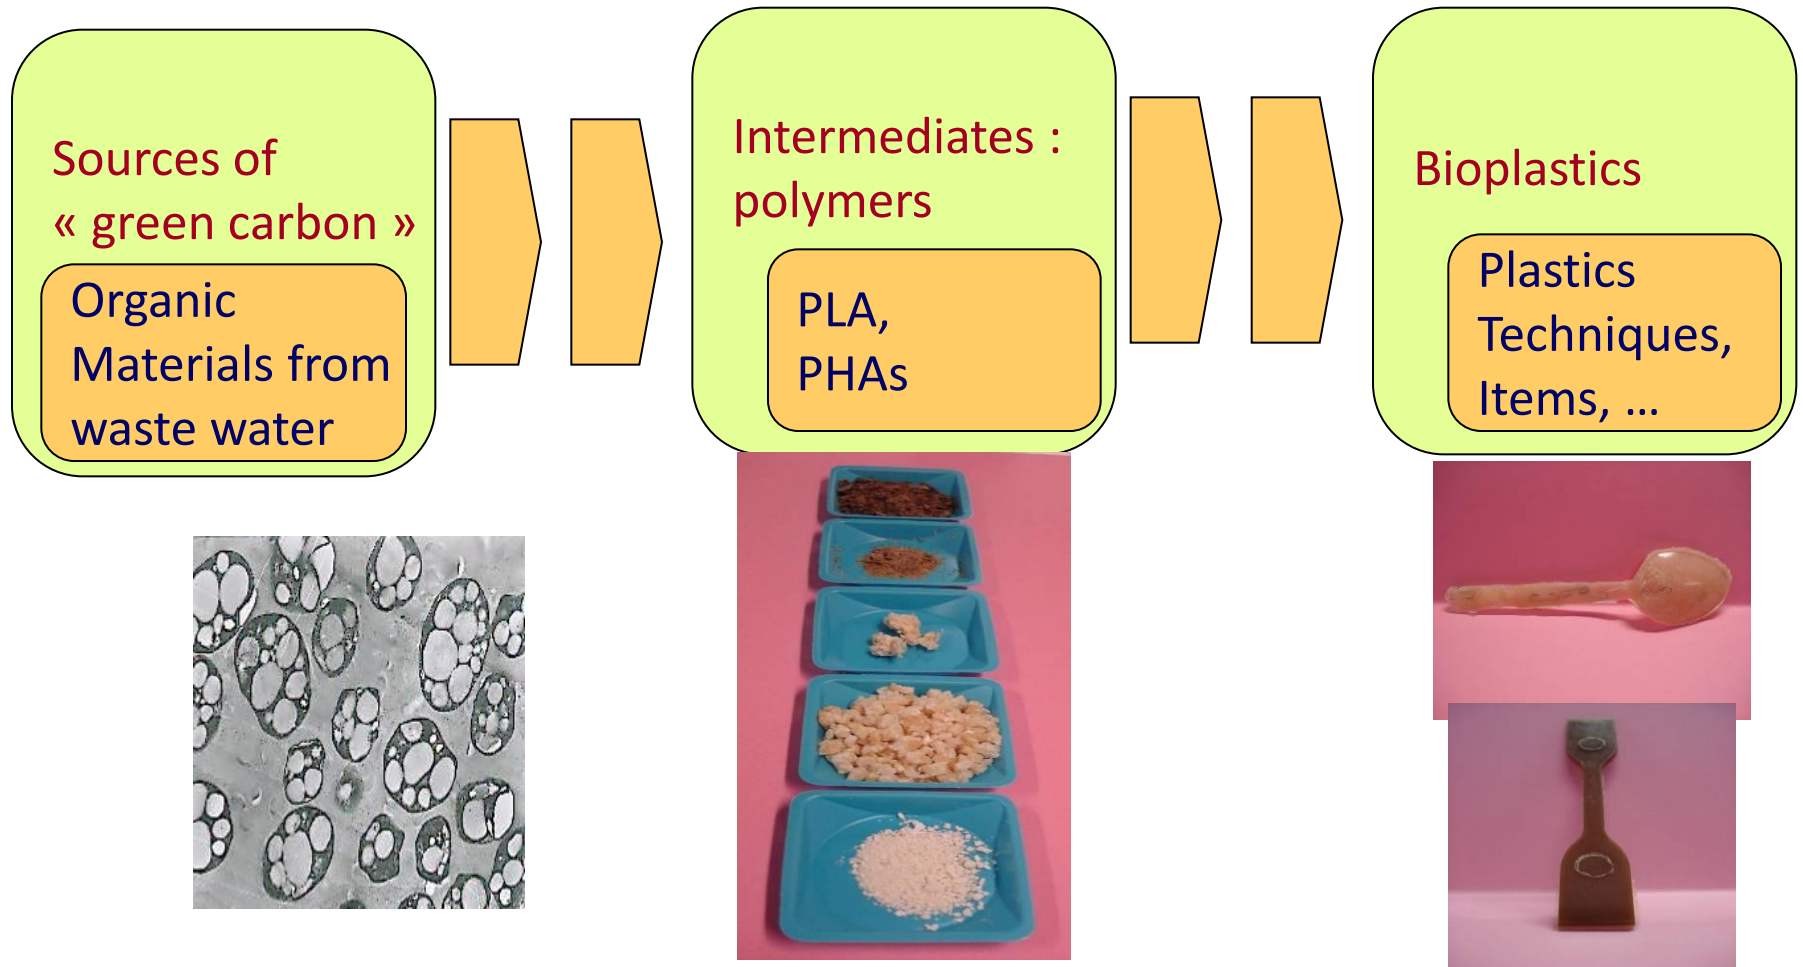 Sources of
« green carbon »
Organic
Materials from
waste water
Intermediates :
polymers
PLA,
PHAs
Bioplastics
Plastics
Techniques,
Items, ...